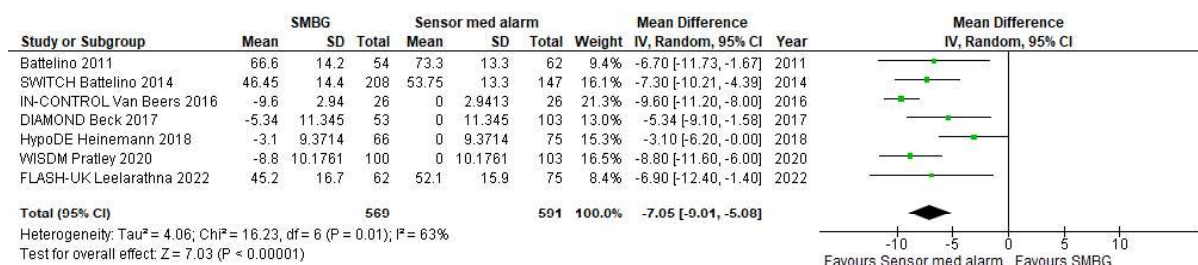 SMBG Sensor med alarm Mean Difference Mean Difference
Study or Subgroup Mean SD Total Mean SD Total Weight IV, Random, 95% CI Year IV, Random, 95% CI
Battelino 2011 66.6 14.2 54 73.3 13.3 62 9.4% -6.70 [-11.73, -1.67] 2011
SWITCH Battelino 2014 46.45 14.4 208 53.75 13.3 147 16.1% -7.30 [-10.21, -4.39] 2014
IN-CONTROL Van Beers 2016 -9.6 2.94 26 0 2.9413 26 21.3% -9.60 [-11.20, -8.00] 2016
DIAMOND Beck 2017 -5.34 11.345 53 0 11.345 103 13.0% -5.34 [-9.10, -1.58] 2017
HypoDE Heinemann 2018 -3.1 9.3714 66 0 9.3714 75 15.3% -3.10 [-6.20, -0.00] 2018
WISDM Pratley 2020 -8.8 10.1761 100 0 10.1761 103 16.5% -8.80 [-11.60, -6.00] 2020
FLASH-UK Leelarathna 2022 45.2 16.7 62 52.1 15.9 75 8.4% -6.90 [-12.40, -1.40] 2022
Total (95% CI) 569 591 100.0% -7.05 [-9.01, -5.08]
Heterogeneity: Tau² = 4.06; Chi² = 16.23, df = 6 (P = 0.01); I² = 63%
Test for overall effect: Z = 7.03 (P < 0.00001)
-10 -5 0 5 10
Favours Sensor med alarm Favours SMBG